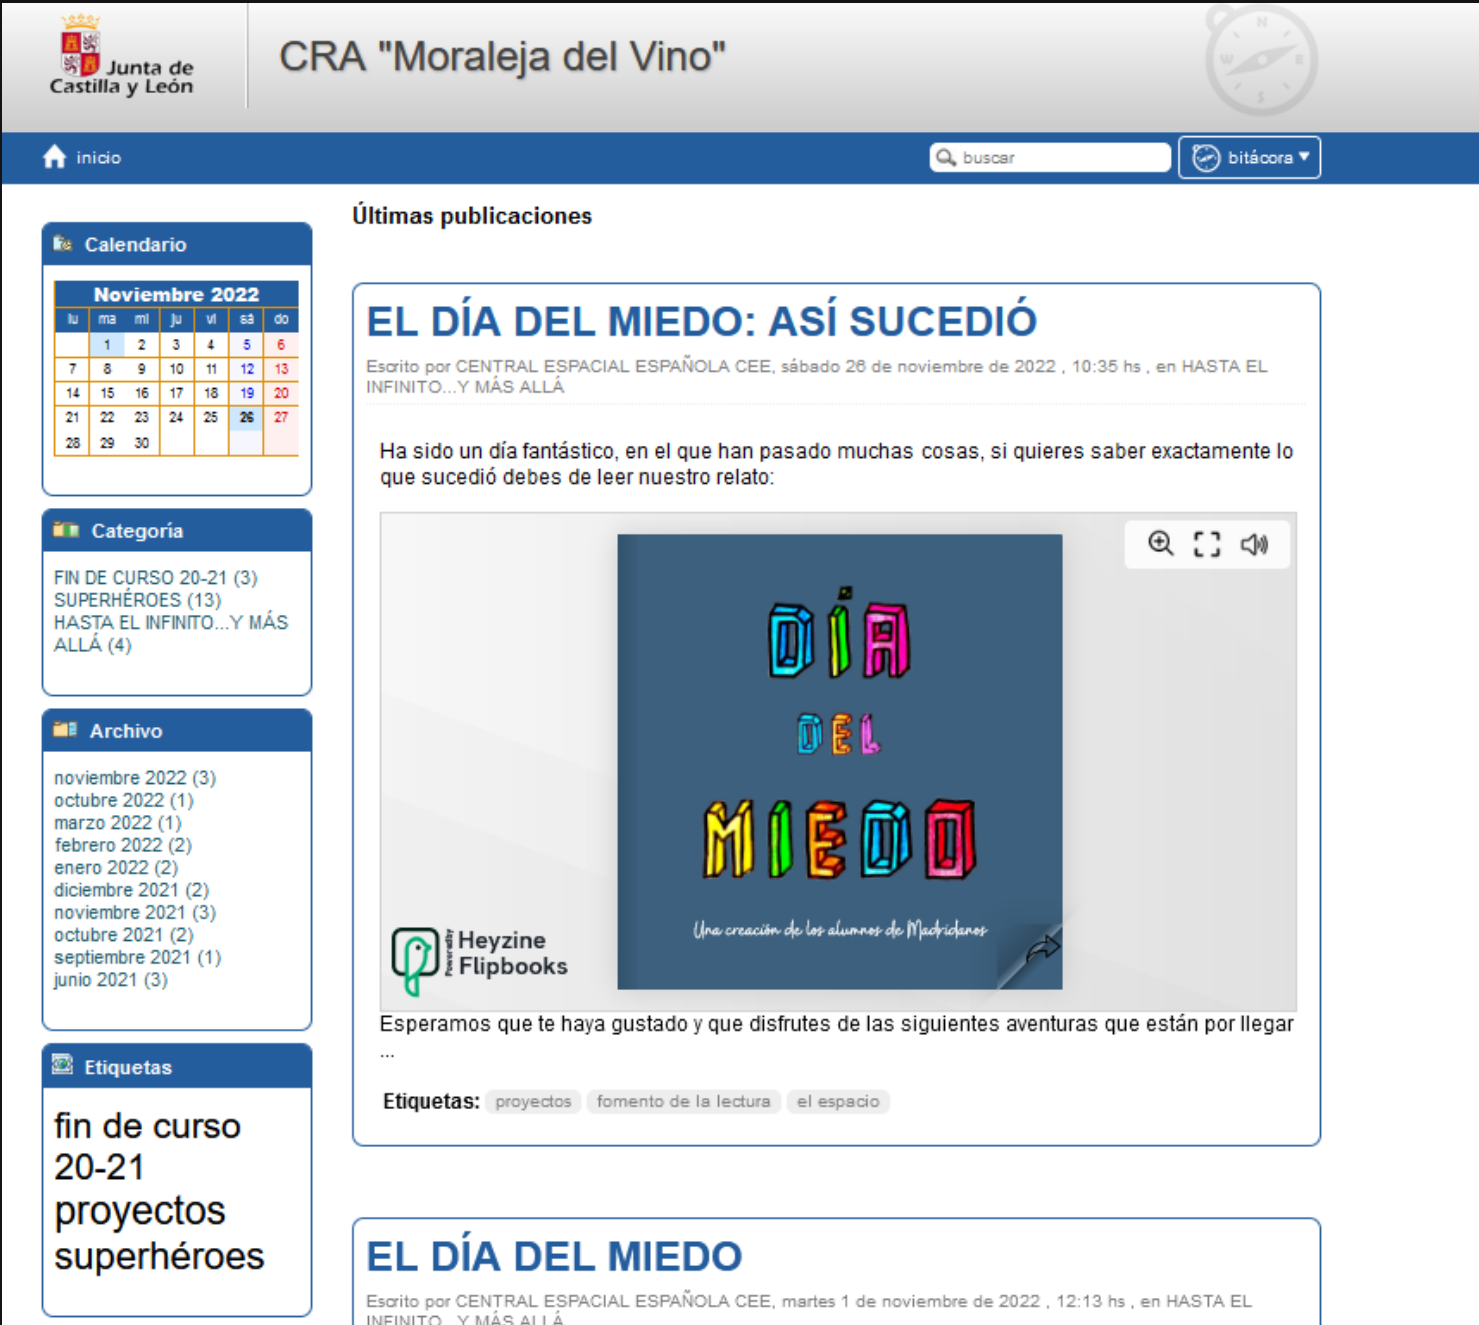 Junta de
Castilla y León
CRA "Moraleja del Vino"
N
W
E
S
inicio
buscar
bitácora
Calendario
Noviembre 2022
lu ma mi ju vi sá do
1 2 3 4 5 6
7 8 9 10 11 12 13
14 15 16 17 18 19 20
21 22 23 24 25 26 27
28 29 30
Categoría
FIN DE CURSO 20-21 (3)
SUPERHÉROES (13)
HASTA EL INFINITO...Y MÁS
ALLÁ (4)
Archivo
noviembre 2022 (3)
octubre 2022 (1)
marzo 2022 (1)
febrero 2022 (2)
enero 2022 (2)
diciembre 2021 (2)
noviembre 2021 (3)
octubre 2021 (2)
septiembre 2021 (1)
junio 2021 (3)
Etiquetas
fin de curso
20-21
proyectos
superhéroes
Últimas publicaciones
EL DÍA DEL MIEDO: ASÍ SUCEDIÓ
Escrito por CENTRAL ESPACIAL ESPAÑOLA CEE, sábado 26 de noviembre de 2022 , 10:35 hs , en HASTA EL
INFINITO...Y MÁS ALLÁ
Ha sido un día fantástico, en el que han pasado muchas cosas, si quieres saber exactamente lo
que sucedió debes de leer nuestro relato:
DÍA
DEL
MIEDO
Una creación de los alumnos de Madridanos
Powered by
Heyzine
Flipbooks
Esperamos que te haya gustado y que disfrutes de las siguientes aventuras que están por llegar
...
Etiquetas: proyectos fomento de la lectura el espacio
EL DÍA DEL MIEDO
Escrito por CENTRAL ESPACIAL ESPAÑOLA CEE, martes 1 de noviembre de 2022 , 12:13 hs , en HASTA EL
INFINITO...Y MÁS ALLÁ